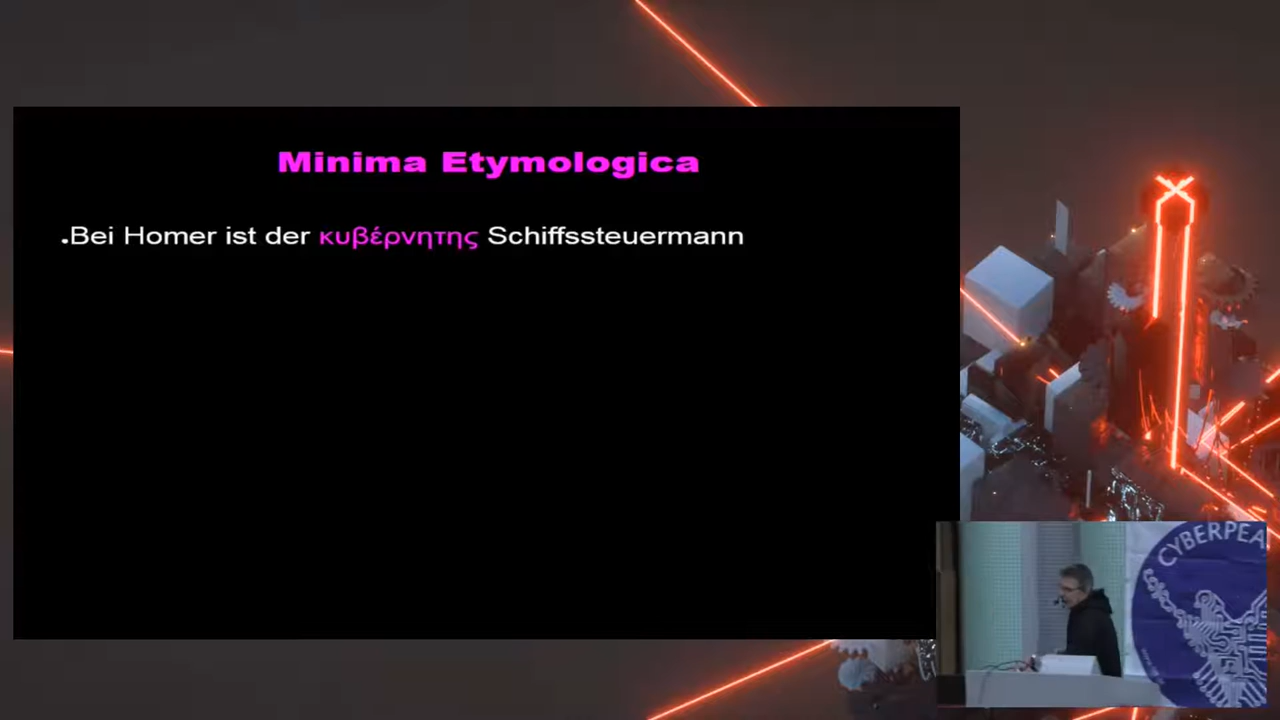 Minima Etymologica
.Bei Homer ist der κυβέρνητης Schiffssteuermann
CYBERPEA